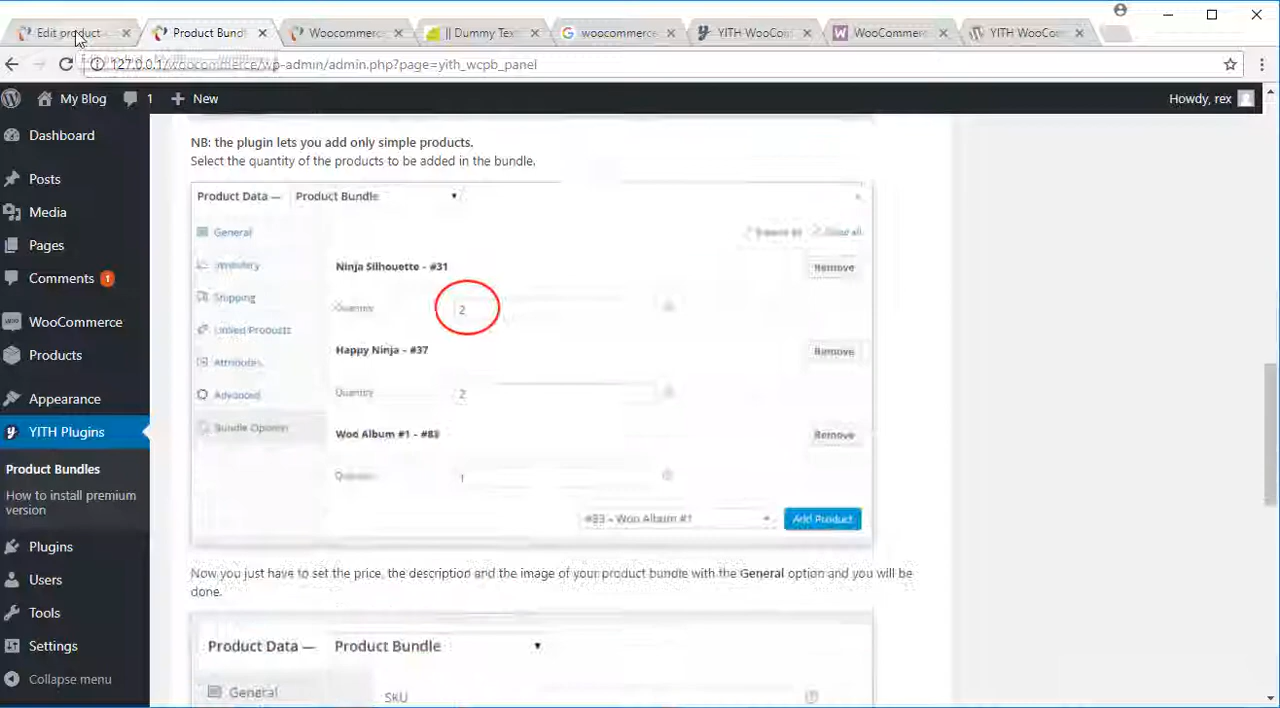 Edit product
Product Bund
Woocommerc
|| Dummy Tex
woocommerce
YITH WooCom
WooCommerc
YITH WooCo
127.0.0.1/woocommerce/wp-admin/admin.php?page=yith_wcpb_panel
My Blog
1
New
Howdy, rex
Dashboard
Posts
Media
Pages
Comments 1
WooCommerce
Products
Appearance
YITH Plugins
Product Bundles
How to install premium
version
Plugins
Users
Tools
Settings
Collapse menu
NB: the plugin lets you add only simple products.
Select the quantity of the products to be added in the bundle.
Product Data — Product Bundle
General
Inventory
Shipping
Linked Products
Attributes
Advanced
Bundle Options
Close all
Ninja Silhouette - #31
Remove
Quantity
2
Happy Ninja - #37
Remove
Quantity
2
Woo Album #1 - #83
Remove
Quantity
1
#83 - Woo Album #1
Add Product
Now you just have to set the price, the description and the image of your product bundle with the General option and you will be
done.
Product Data — Product Bundle
General
SKU